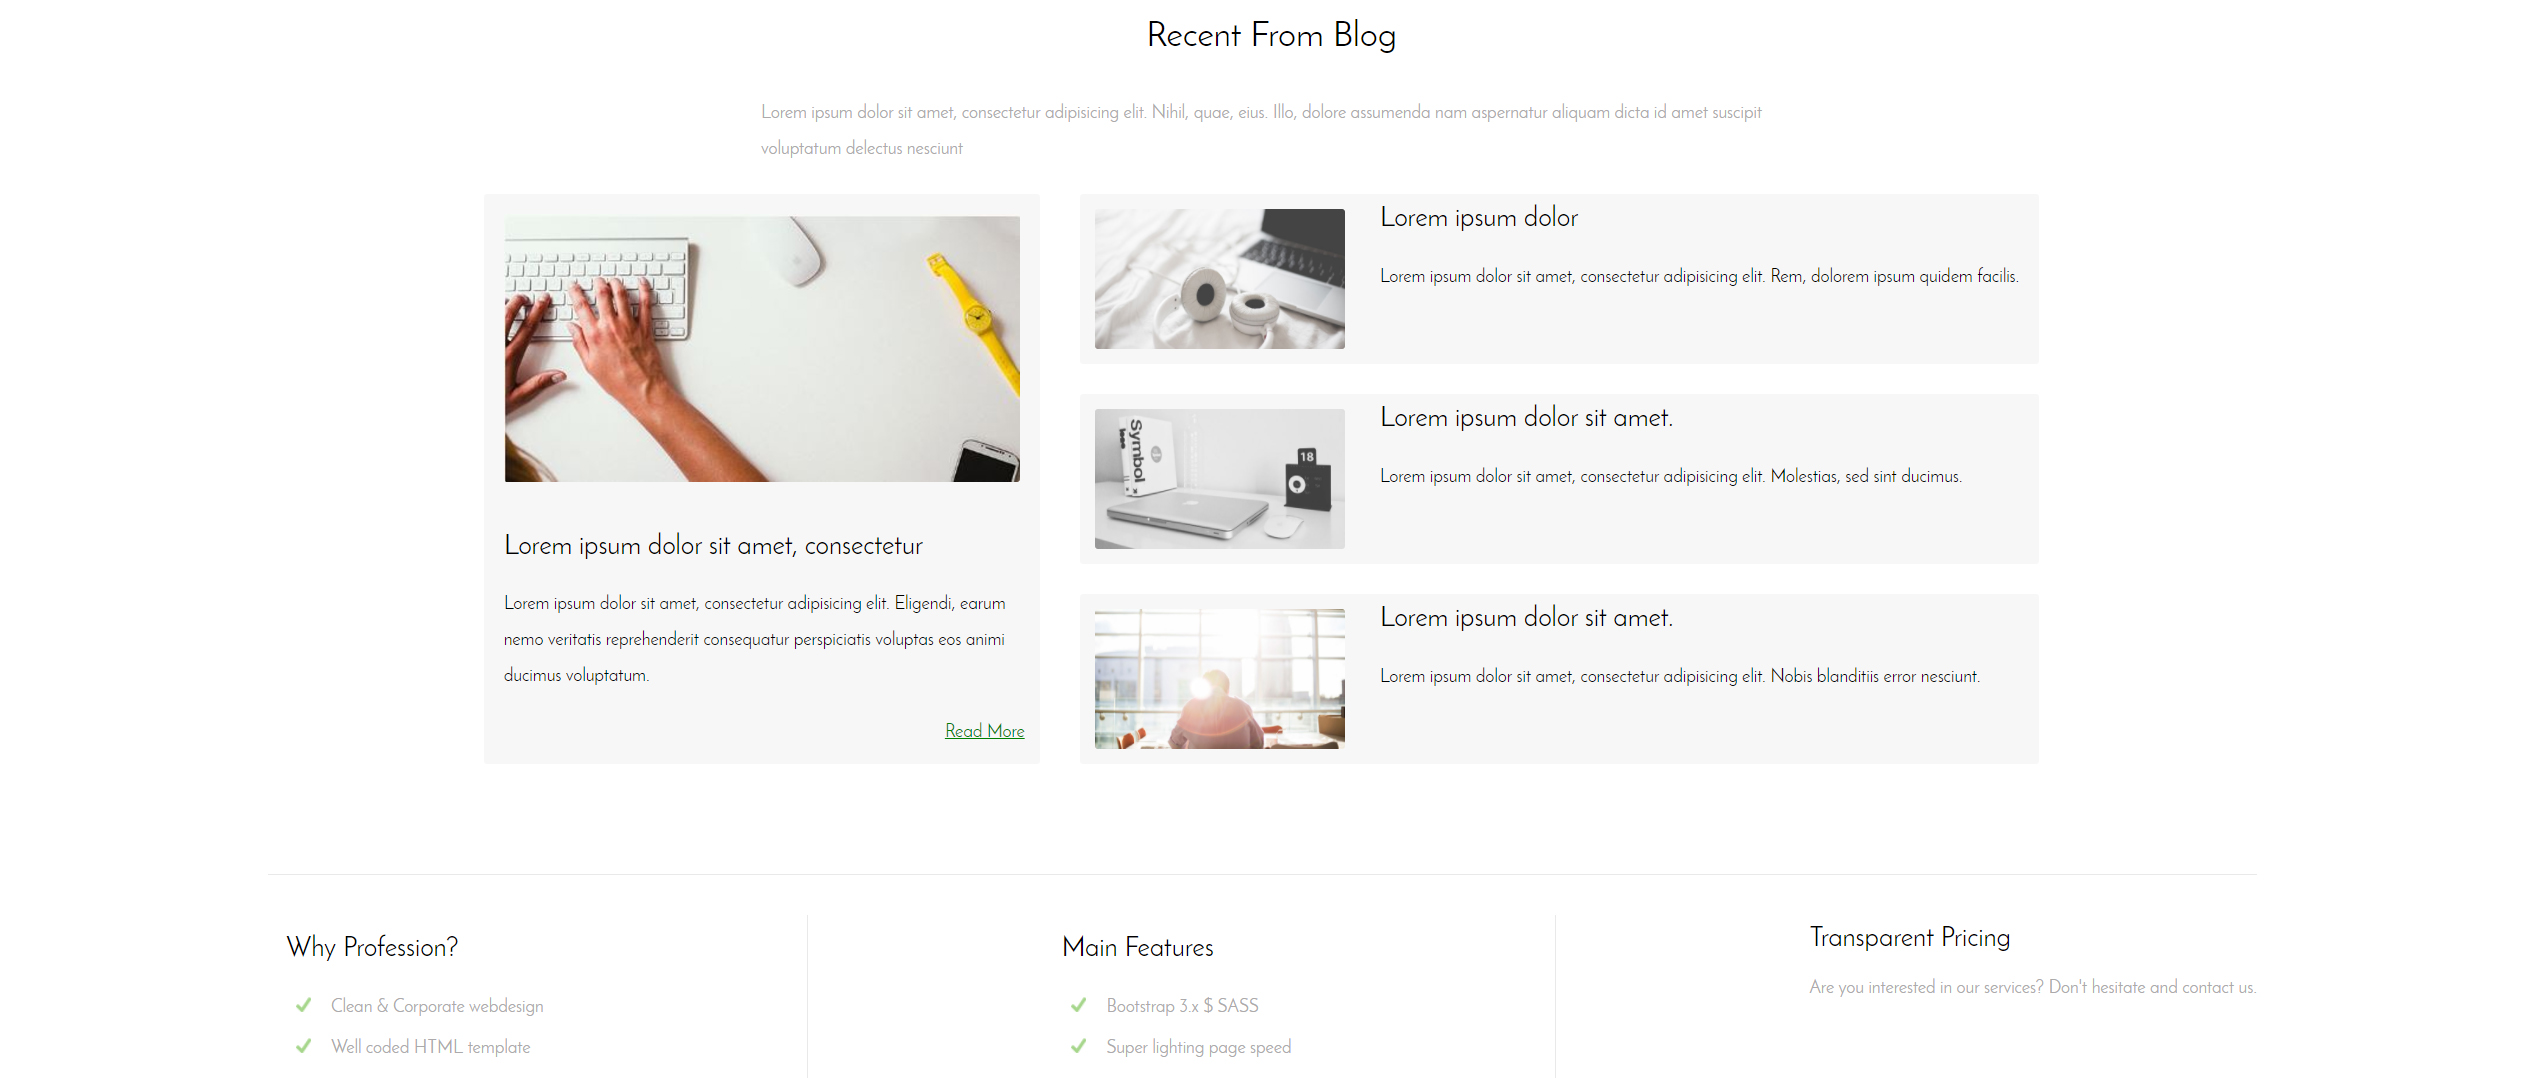 Recent From Blog
Lorem ipsum dolor sit amet, consectetur adipisicing elit. Nihil, quae, eius. Illo, dolore assumenda nam aspernatur aliquam dicta id amet suscipit
voluptatum delectus nesciunt
Lorem ipsum dolor sit amet, consectetur
Lorem ipsum dolor sit amet, consectetur adipisicing elit. Eligendi, earum
nemo veritatis reprehenderit consequatur perspiciatis voluptas eos animi
ducimus voluptatum.
Read More
Lorem ipsum dolor
Lorem ipsum dolor sit amet, consectetur adipisicing elit. Rem, dolorem ipsum quidem facilis.
Symbol
18
Lorem ipsum dolor sit amet.
Lorem ipsum dolor sit amet, consectetur adipisicing elit. Molestias, sed sint ducimus.
Lorem ipsum dolor sit amet.
Lorem ipsum dolor sit amet, consectetur adipisicing elit. Nobis blanditiis error nesciunt.
Why Profession?
Clean & Corporate webdesign
Well coded HTML template
Main Features
Bootstrap 3.x $ SASS
Super lighting page speed
Transparent Pricing
Are you interested in our services? Don't hesitate and contact us.